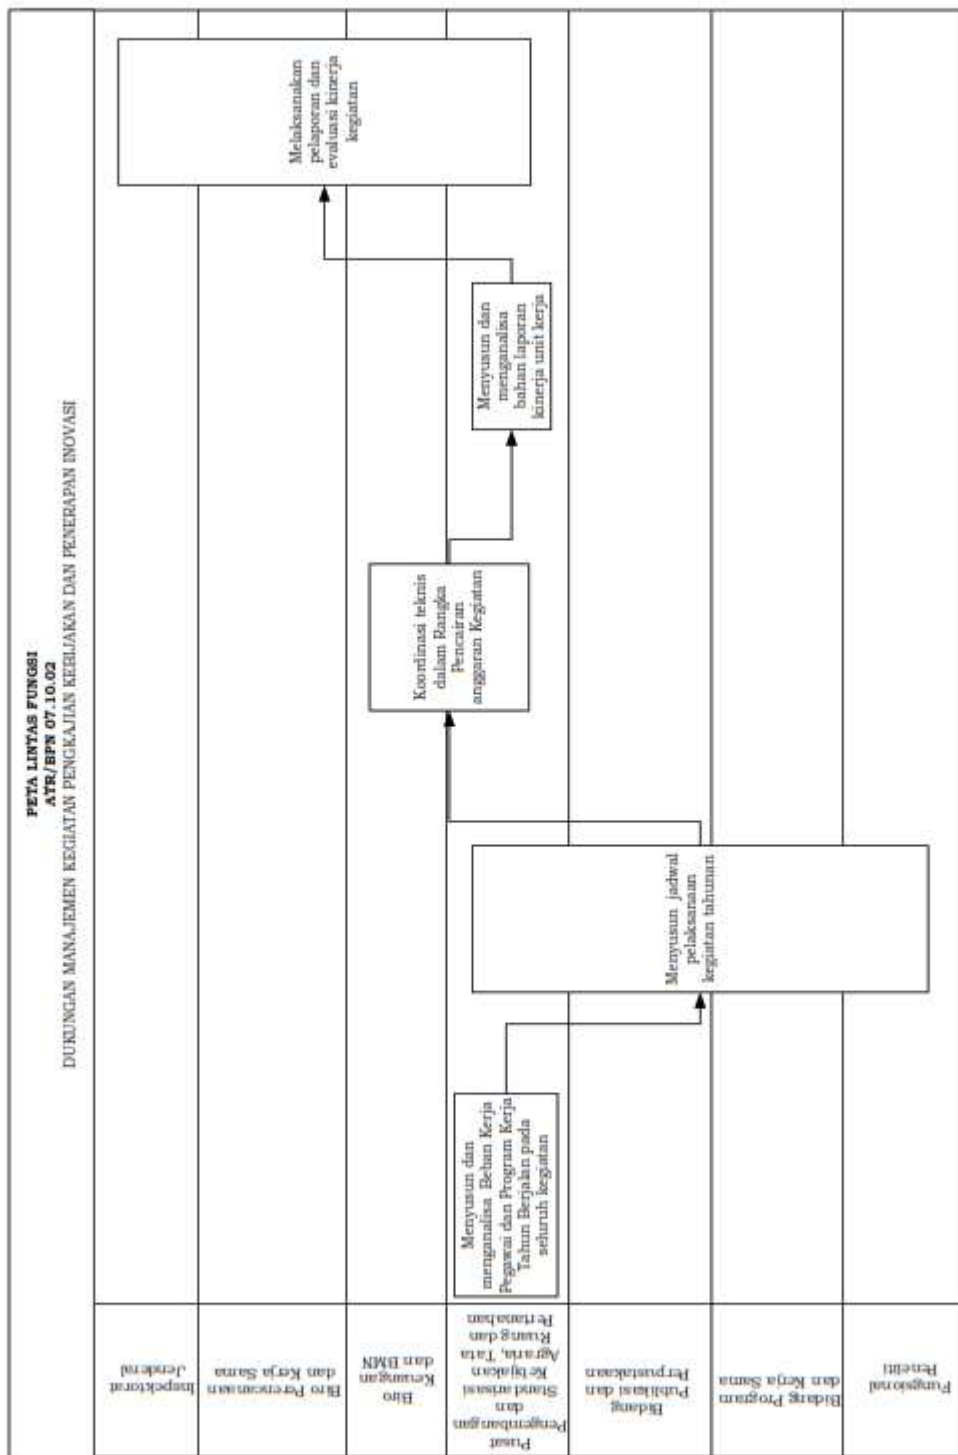 PETA LINTAS FUNGSI
ATR/BPN 07.10.02
DUKUNGAN MANAJEMEN KEGIATAN PENGKAJIAN KEBIJAKAN DAN PENERAPAN INOVASI
Inspektorat
Jenderal
Biro Perencanaan
dan Kerja Sama
Biro
Keuangan
dan BMN
Pusat
Pengembangan
dan
Standarisasi
Kebijakan
Agraria, Tata
Ruang dan
Pertanahan
Bidang
Publikasi dan
Perpustakaan
Bidang Program
dan Kerja Sama
Fungsional
Peneliti
Menyusun dan
menganalisa Beban Kerja
Pegawai dan Program Kerja
Tahun Berjalan pada
seluruh kegiatan
Menyusun jadwal
pelaksanaan
kegiatan tahunan
Koordinasi teknis
dalam Rangka
Pencairan
anggaran Kegiatan
Menyusun dan
menganalisa
bahan laporan
kinerja unit kerja
Melaksanakan
pelaporan dan
evaluasi kinerja
kegiatan